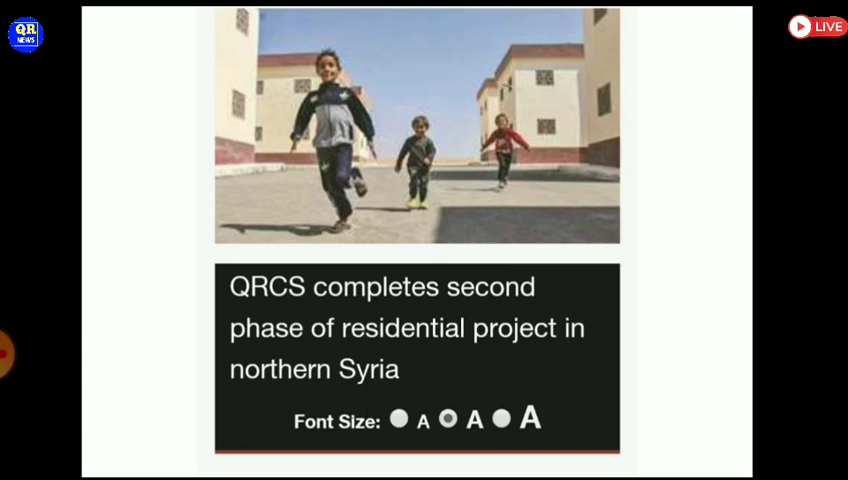 QR
NEWS
LIVE
QRCS completes second
phase of residential project in
northern Syria
Font Size: A A A